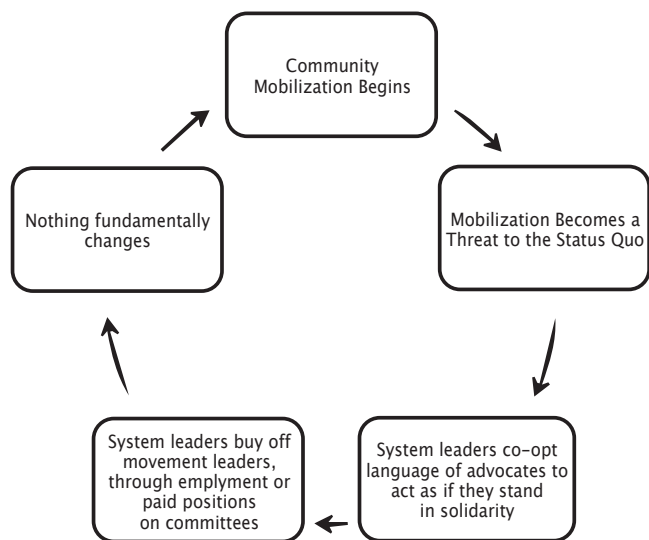 Community
Mobilization Begins
Mobilization Becomes a
Threat to the Status Quo
System leaders co-opt
language of advocates to
act as if they stand
in solidarity
System leaders buy off
movement leaders,
through emplyment or
paid positions
on committees
Nothing fundamentally
changes